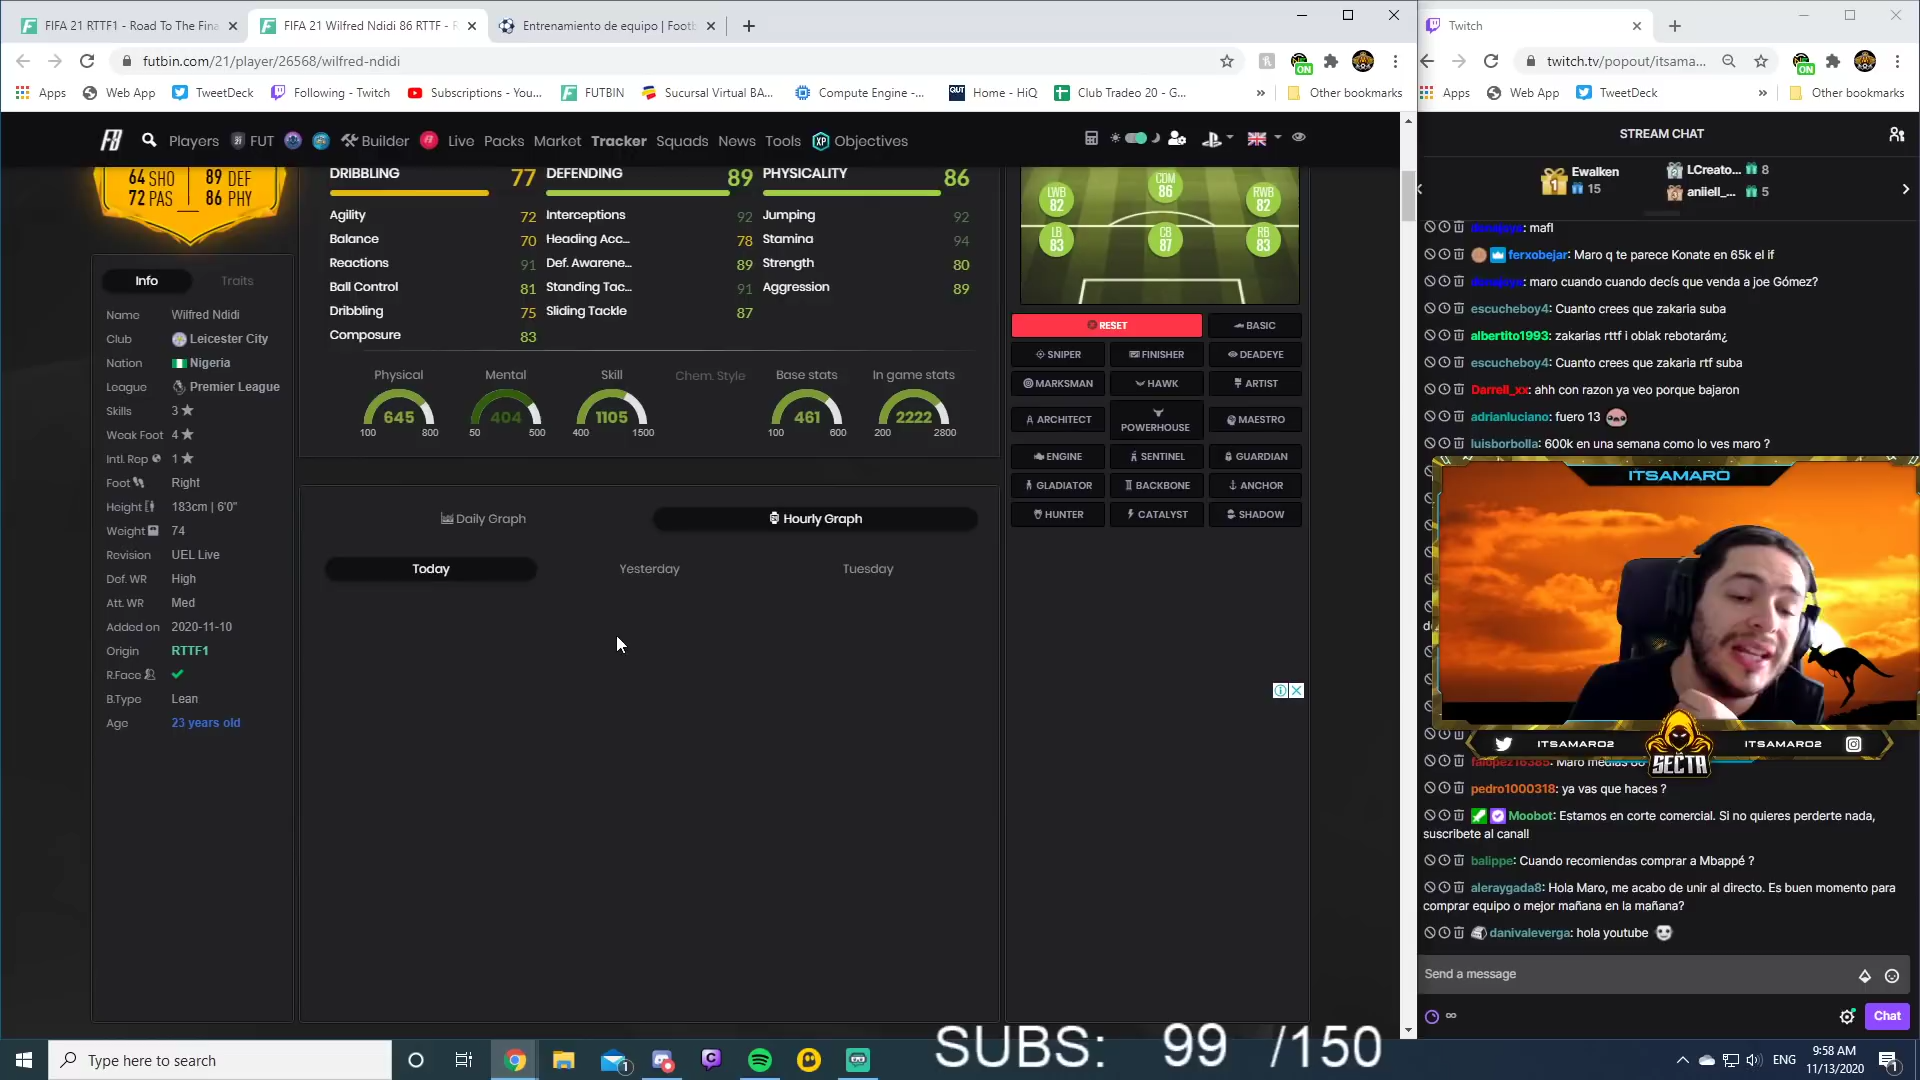 FIFA 21 RTTF1 - Road To The Fina
FIFA 21 Wilfred Ndidi 86 RTTF - R
Entrenamiento de equipo | Footb
Twitch
futbin.com/21/player/26568/wilfred-ndidi
ON
twitch.tv/popout/itsama...
ON
Apps Web App TweetDeck Following - Twitch Subscriptions - You... FUTBIN Sucursal Virtual BA... Compute Engine -... QUT Home - HiQ Club Tradeo 20 - G... » Other bookmarks
Apps Web App TweetDeck » Other bookmarks
Players FUT Builder Live Packs Market Tracker Squads News Tools XP Objectives
STREAM CHAT
Ewalken
15
LCreato... 8
aniiell_... 5
64 SHO 89 DEF
72 PAS 86 PHY
Info Traits
Name Wilfred Ndidi
Club Leicester City
Nation Nigeria
League Premier League
Skills 3
Weak Foot 4
Intl. Rep 1
Foot Right
Height 183cm | 6'0"
Weight 74
Revision UEL Live
Def. WR High
Att. WR Med
Added on 2020-11-10
Origin RTTF1
R.Face
B.Type Lean
Age 23 years old
DRIBBLING 77 DEFENDING 89 PHYSICALITY 86
Agility 72 Interceptions 92 Jumping 92
Balance 70 Heading Acc... 78 Stamina 94
Reactions 91 Def. Awarene... 89 Strength 80
Ball Control 81 Standing Tac... 91 Aggression 89
Dribbling 75 Sliding Tackle 87
Composure 83
Physical Mental Skill Chem. Style Base stats In game stats
645 404 1105 461 2222
100 800 50 500 400 1500 100 600 200 2800
Daily Graph Hourly Graph
Today Yesterday Tuesday
LWB 82 CDM 86 RWB 82
LB 83 CB 87 RB 83
RESET BASIC
SNIPER FINISHER DEADEYE
MARKSMAN HAWK ARTIST
ARCHITECT POWERHOUSE MAESTRO
ENGINE SENTINEL GUARDIAN
GLADIATOR BACKBONE ANCHOR
HUNTER CATALYST SHADOW
: mafl
ferxobejar: Maro q te parece Konate en 65k el if
: maro cuando cuando decís que venda a joe Gómez?
escucheboy4: Cuanto crees que zakaria suba
albertito1993: zakarias rttf i oblak rebotarám¿
escucheboy4: Cuanto crees que zakaria rtf suba
Darrell_xx: ahh con razon ya veo porque bajaron
adrianluciano: fuero 13
luisborbolla: 600k en una semana como lo ves maro ?
ITSAMARO
ITSAMARO2 ITSAMARO2
SECTA
falopez16385: Maro medias
pedro1000318: ya vas que haces ?
Moobot: Estamos en corte comercial. Si no quieres perderte nada,
suscribete al canal!
balippe: Cuando recomiendas comprar a Mbappé ?
aleraygada8: Hola Maro, me acabo de unir al directo. Es buen momento para
comprar equipo o mejor mañana en la mañana?
danivaleverga: hola youtube
Send a message
Chat
SUBS: 99 /150
Type here to search
1
ENG
9:58 AM
11/13/2020
1